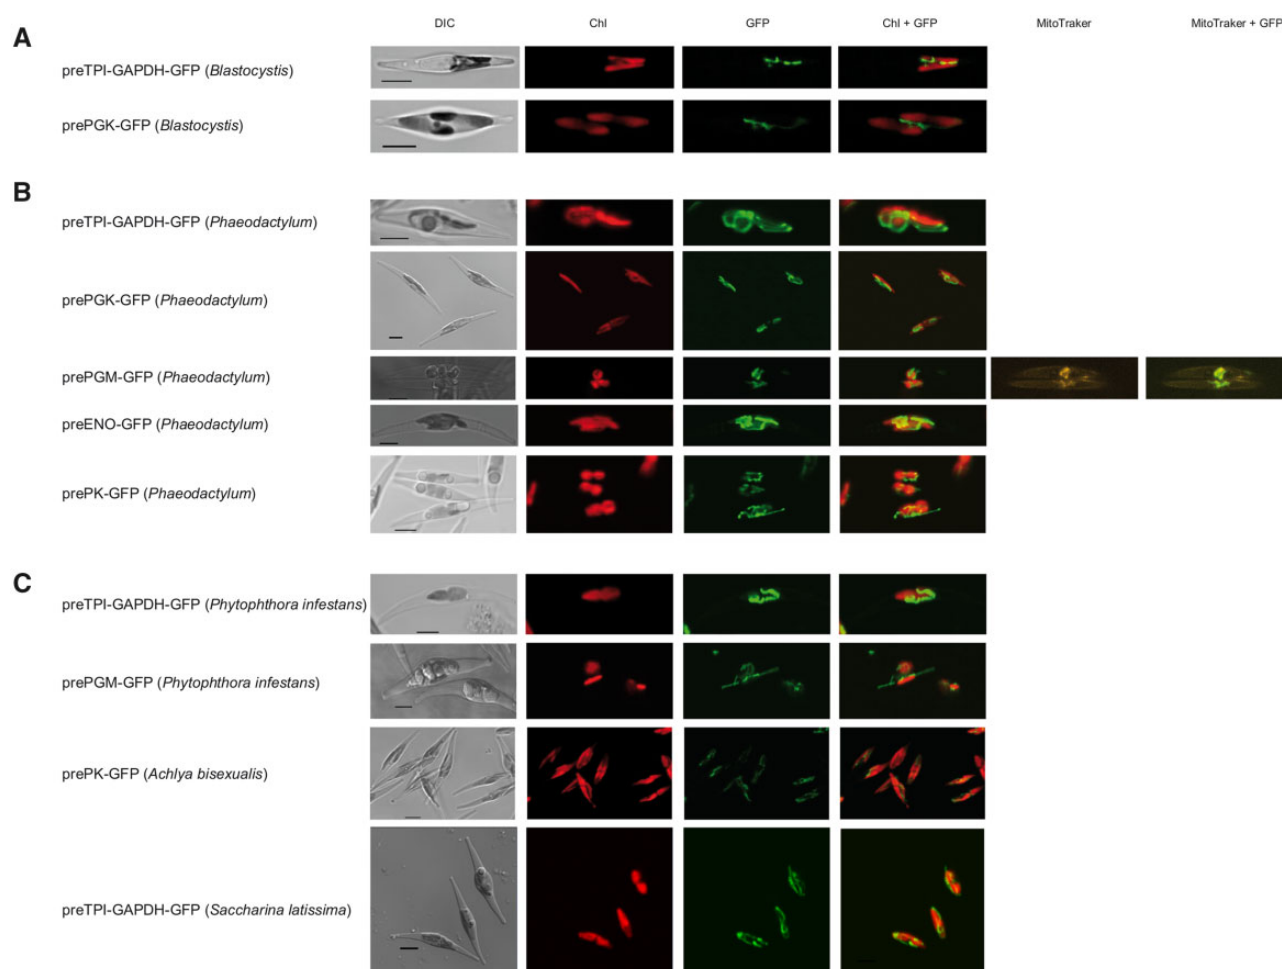 DIC Chl GFP Chl + GFP MitoTraker MitoTraker + GFP
A
preTPI-GAPDH-GFP (Blastocystis)
prePGK-GFP (Blastocystis)
B
preTPI-GAPDH-GFP (Phaeodactylum)
prePGK-GFP (Phaeodactylum)
prePGM-GFP (Phaeodactylum)
preENO-GFP (Phaeodactylum)
prePK-GFP (Phaeodactylum)
C
preTPI-GAPDH-GFP (Phytophthora infestans)
prePGM-GFP (Phytophthora infestans)
prePK-GFP (Achlya bisexualis)
preTPI-GAPDH-GFP (Saccharina latissima)